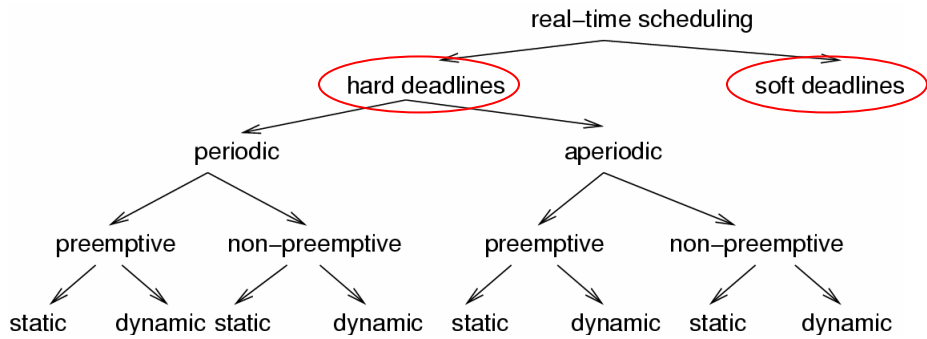 real–time scheduling
hard deadlines soft deadlines
periodic aperiodic
preemptive non–preemptive preemptive non–preemptive
static dynamic static dynamic static dynamic static dynamic